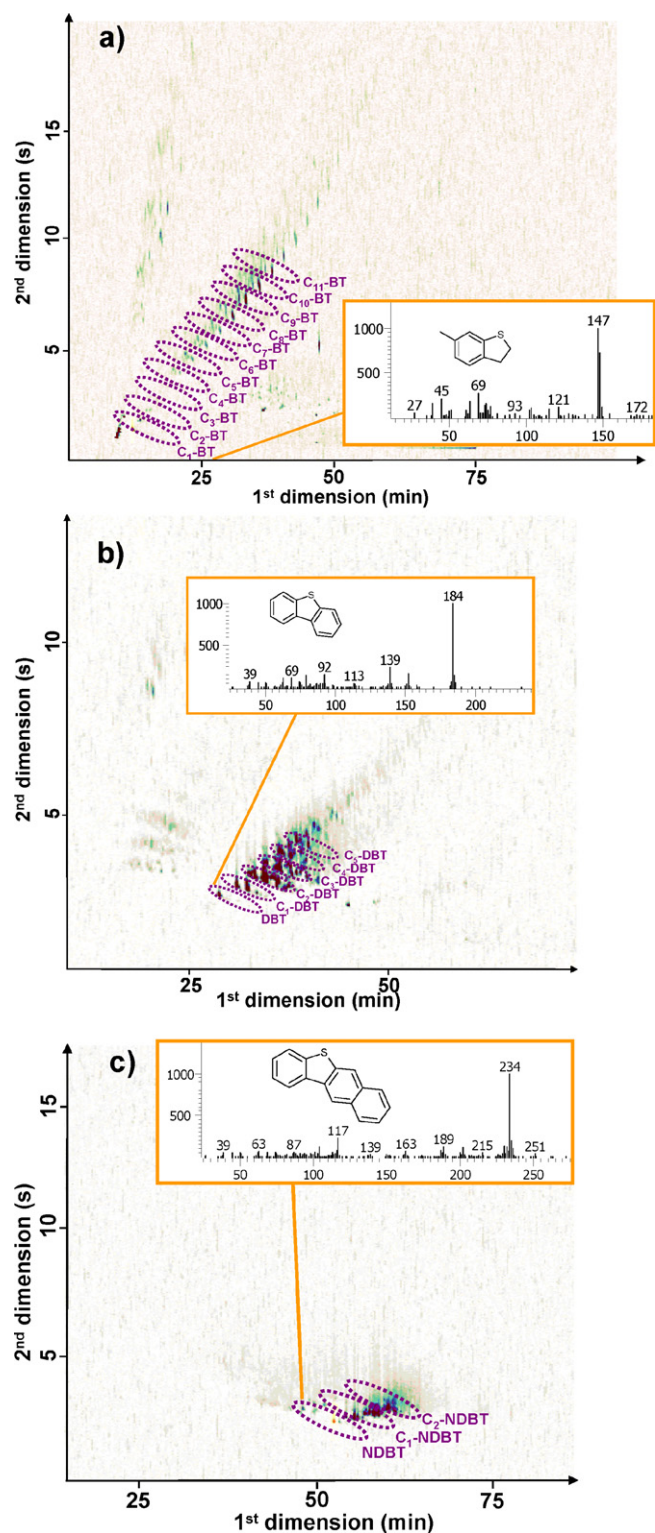 a)
2nd dimension (s)
15
10
5
C11-BT
C10-BT
C9-BT
C8-BT
C7-BT
C6-BT
C5-BT
C4-BT
C3-BT
C2-BT
C1-BT
S
1000
500
147
27
45
69
93
121
172
50
100
150
25
50
75
1st dimension (min)
b)
2nd dimension (s)
10
5
S
1000
500
184
39
69
92
113
139
50
100
150
200
C4-DBT
C3-DBT
C2-DBT
C1-DBT
DBT
25
50
1st dimension (min)
c)
2nd dimension (s)
15
10
5
S
1000
500
234
39
63
87
117
139
163
189
215
251
50
100
150
200
250
C2-NDBT
C1-NDBT
NDBT
25
50
75
1st dimension (min)